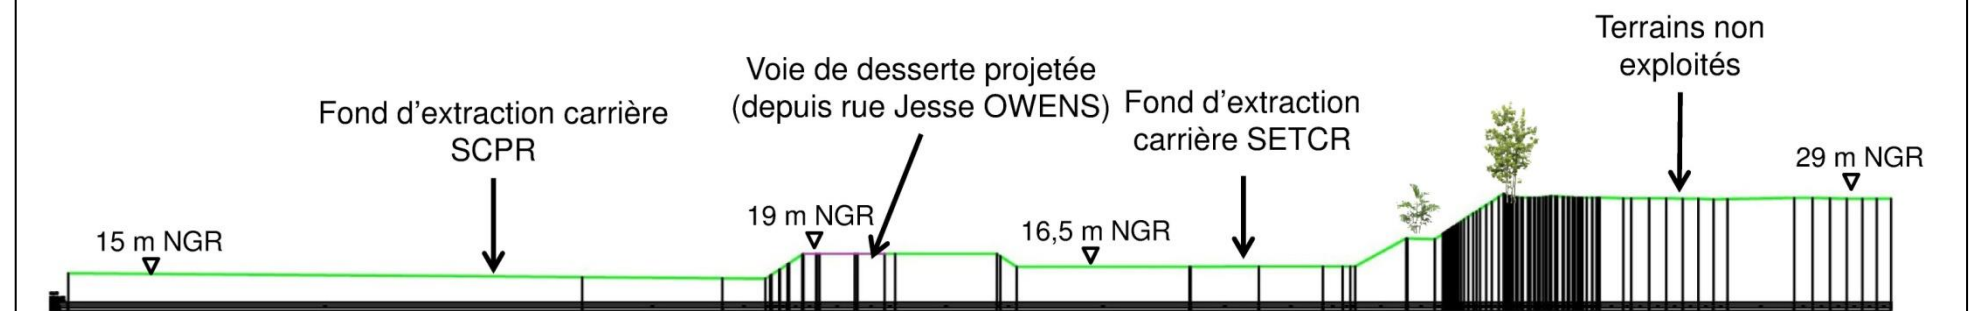 Terrains non
exploités
Voie de desserte projetée
(depuis rue Jesse OWENS)
Fond d'extraction carrière
SCPR
Fond d'extraction
carrière SETCR
29 m NGR
19 m NGR
16,5 m NGR
15 m NGR